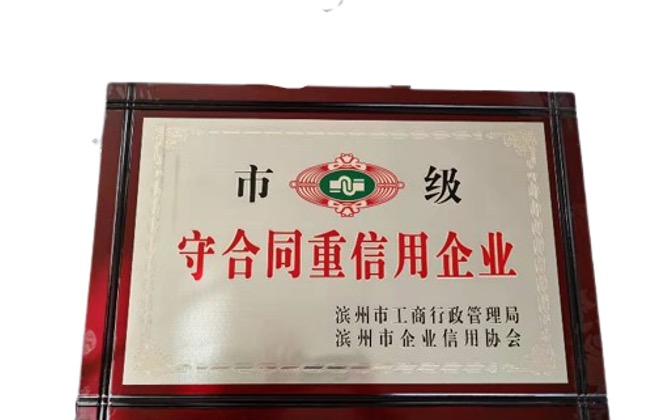 市 级
守合同重信用企业
滨州市工商行政管理局
滨州市企业信用协会